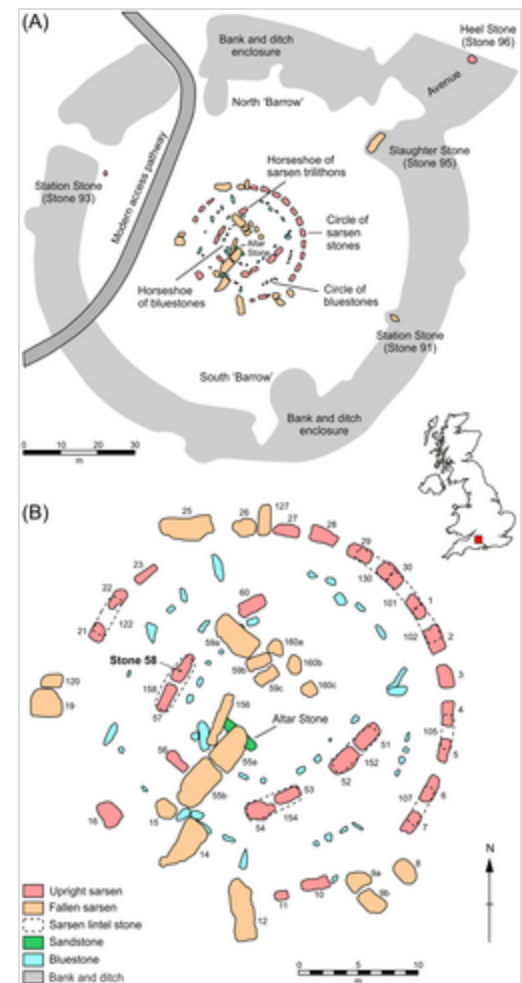 (A)
Bank and ditch
enclosure
Heel Stone
(Stone 96)
Avenue
North 'Barrow'
Slaughter Stone
(Stone 95)
Modern access pathway
Station Stone
(Stone 93)
Horseshoe of
sarsen trilithons
Altar
Stone
Circle of
sarsen
stones
Horseshoe
of bluestones
Circle of
bluestones
Station Stone
(Stone 91)
South 'Barrow'
Bank and ditch
enclosure
0 10 20 30
m
(B)
25
26
127
27
28
29
130
30
101
1
102
2
3
4
105
5
6
107
7
8
9a
9b
10
11
12
14
15
16
19
120
21
22
122
23
60
59a
59b
59c
160a
160b
160c
Stone 58
158
57
156
Altar Stone
56
55a
55b
51
152
52
53
154
54
N
Upright sarsen
Fallen sarsen
Sarsen lintel stone
Sandstone
Bluestone
Bank and ditch
0 5 10
m